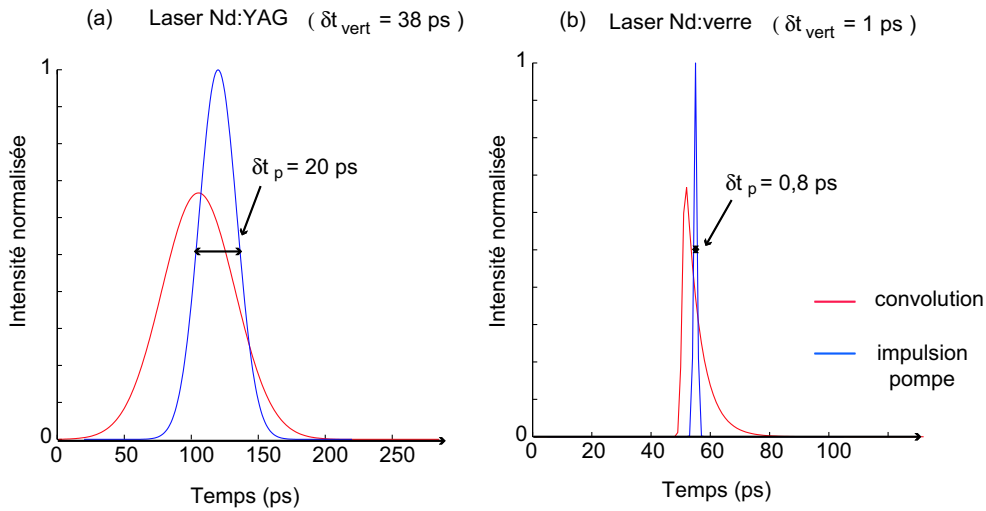 (a) Laser Nd:YAG ( δt vert = 38 ps )
1
Intensité normalisée
δt p = 20 ps
0
0 50 100 150 200 250
Temps (ps)
(b) Laser Nd:verre ( δt vert = 1 ps )
1
Intensité normalisée
δt p = 0,8 ps
0
0 20 40 60 80 100
Temps (ps)
convolution
impulsion
pompe